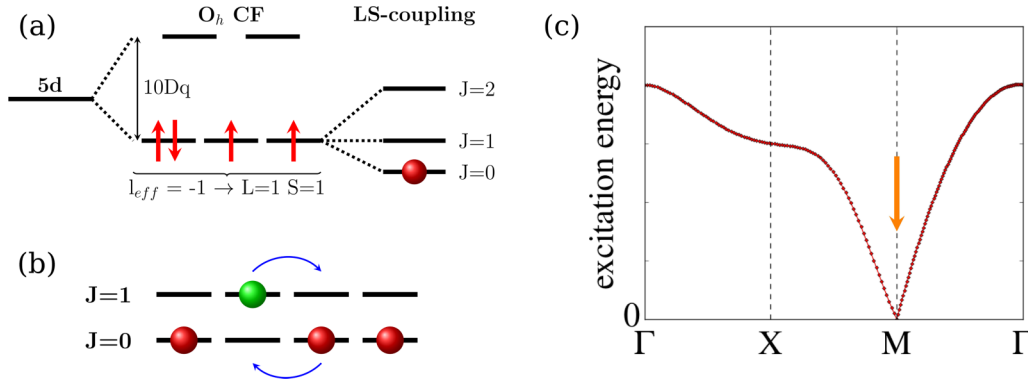 (a)
O_h CF
LS-coupling
5d
10Dq
J=2
J=1
J=0
l_eff = -1 → L=1 S=1
(b)
J=1
J=0
(c)
excitation energy
0
Γ X M Γ